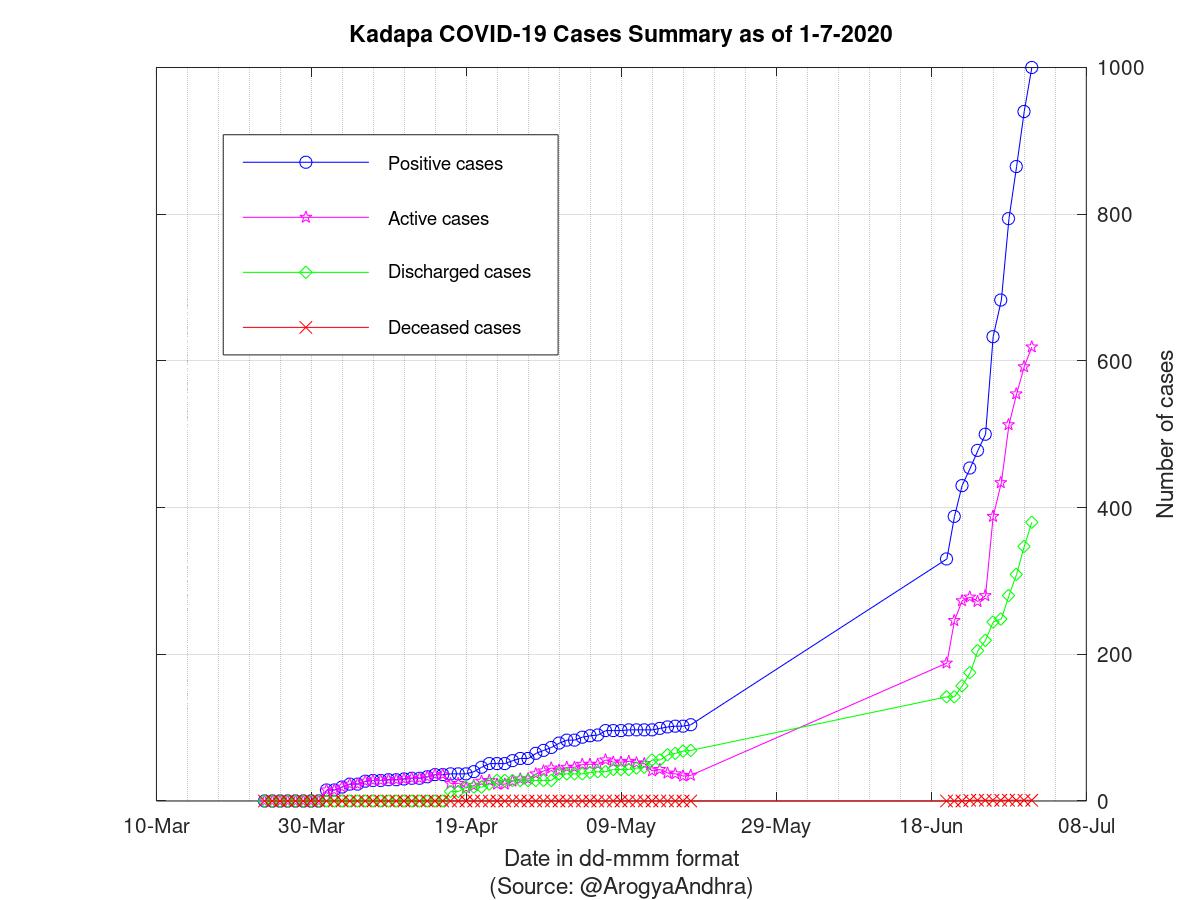 Kadapa COVID-19 Cases Summary as of 1-7-2020
Positive cases
Active cases
Discharged cases
Deceased cases
1000
800
600
400
200
0
Number of cases
10-Mar 30-Mar 19-Apr 09-May 29-May 18-Jun 08-Jul
Date in dd-mmm format
(Source: @ArogyaAndhra)